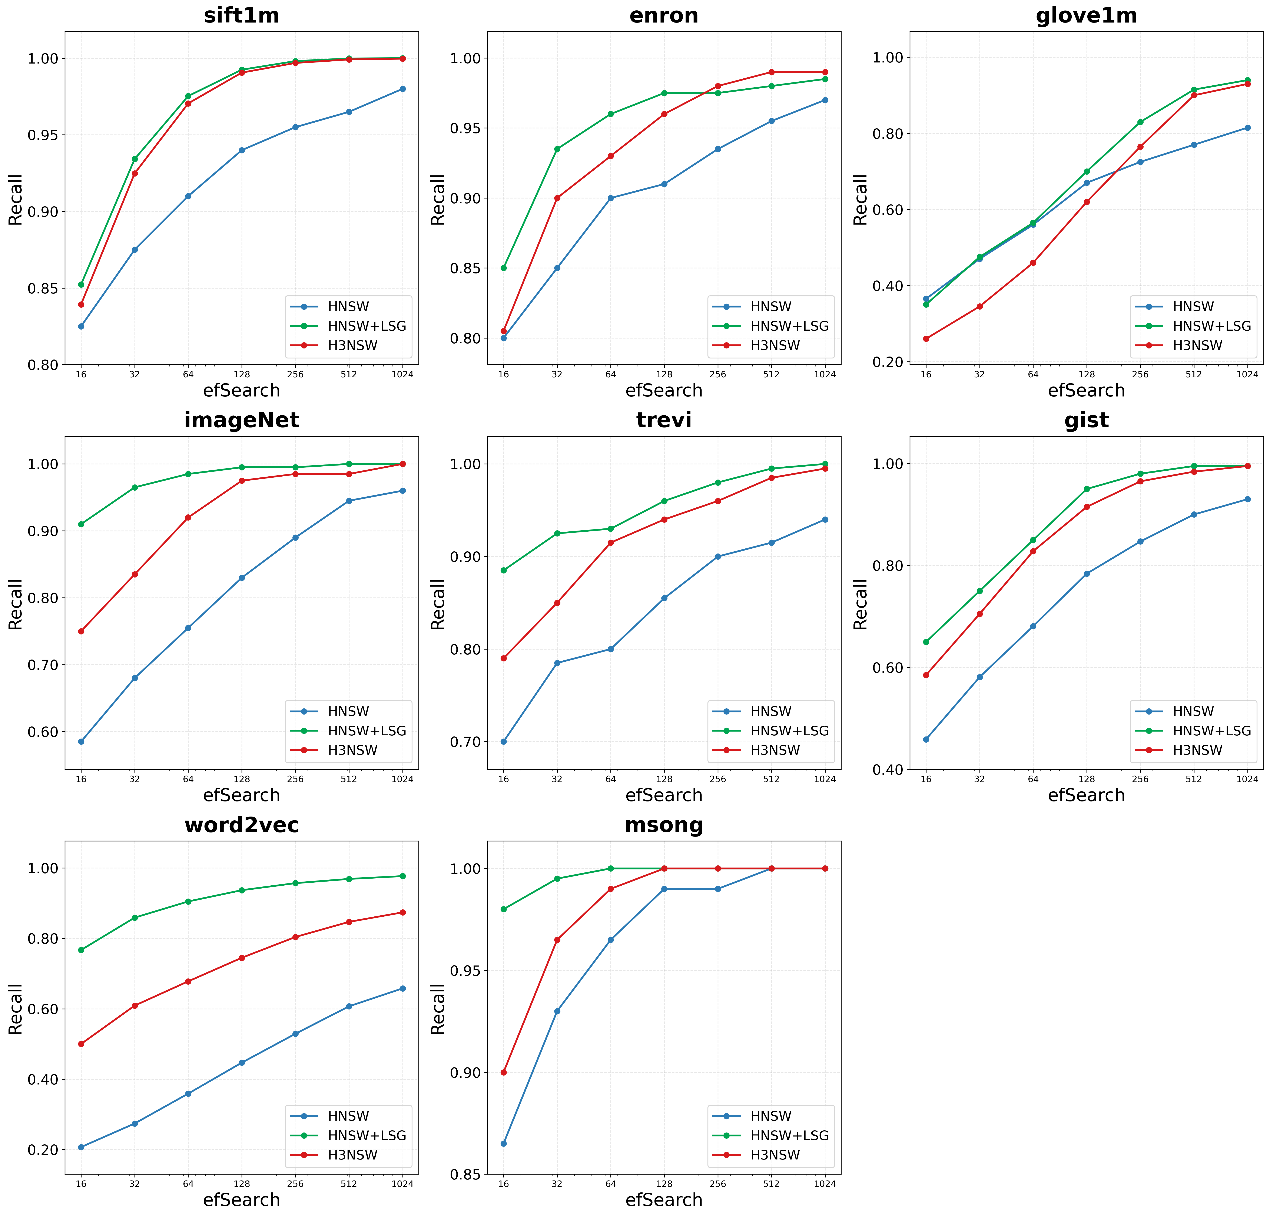 sift1m
1.00
0.95
0.90
0.85
0.80
Recall
16 32 64 128 256 512 1024
efSearch
HNSW
HNSW+LSG
H3NSW
enron
1.00
0.95
0.90
0.85
0.80
Recall
16 32 64 128 256 512 1024
efSearch
HNSW
HNSW+LSG
H3NSW
glove1m
1.00
0.80
0.60
0.40
0.20
Recall
16 32 64 128 256 512 1024
efSearch
HNSW
HNSW+LSG
H3NSW
imageNet
1.00
0.90
0.80
0.70
0.60
Recall
16 32 64 128 256 512 1024
efSearch
HNSW
HNSW+LSG
H3NSW
trevi
1.00
0.90
0.80
0.70
Recall
16 32 64 128 256 512 1024
efSearch
HNSW
HNSW+LSG
H3NSW
gist
1.00
0.80
0.60
0.40
Recall
16 32 64 128 256 512 1024
efSearch
HNSW
HNSW+LSG
H3NSW
word2vec
1.00
0.80
0.60
0.40
0.20
Recall
16 32 64 128 256 512 1024
efSearch
HNSW
HNSW+LSG
H3NSW
msong
1.00
0.95
0.90
0.85
Recall
16 32 64 128 256 512 1024
efSearch
HNSW
HNSW+LSG
H3NSW